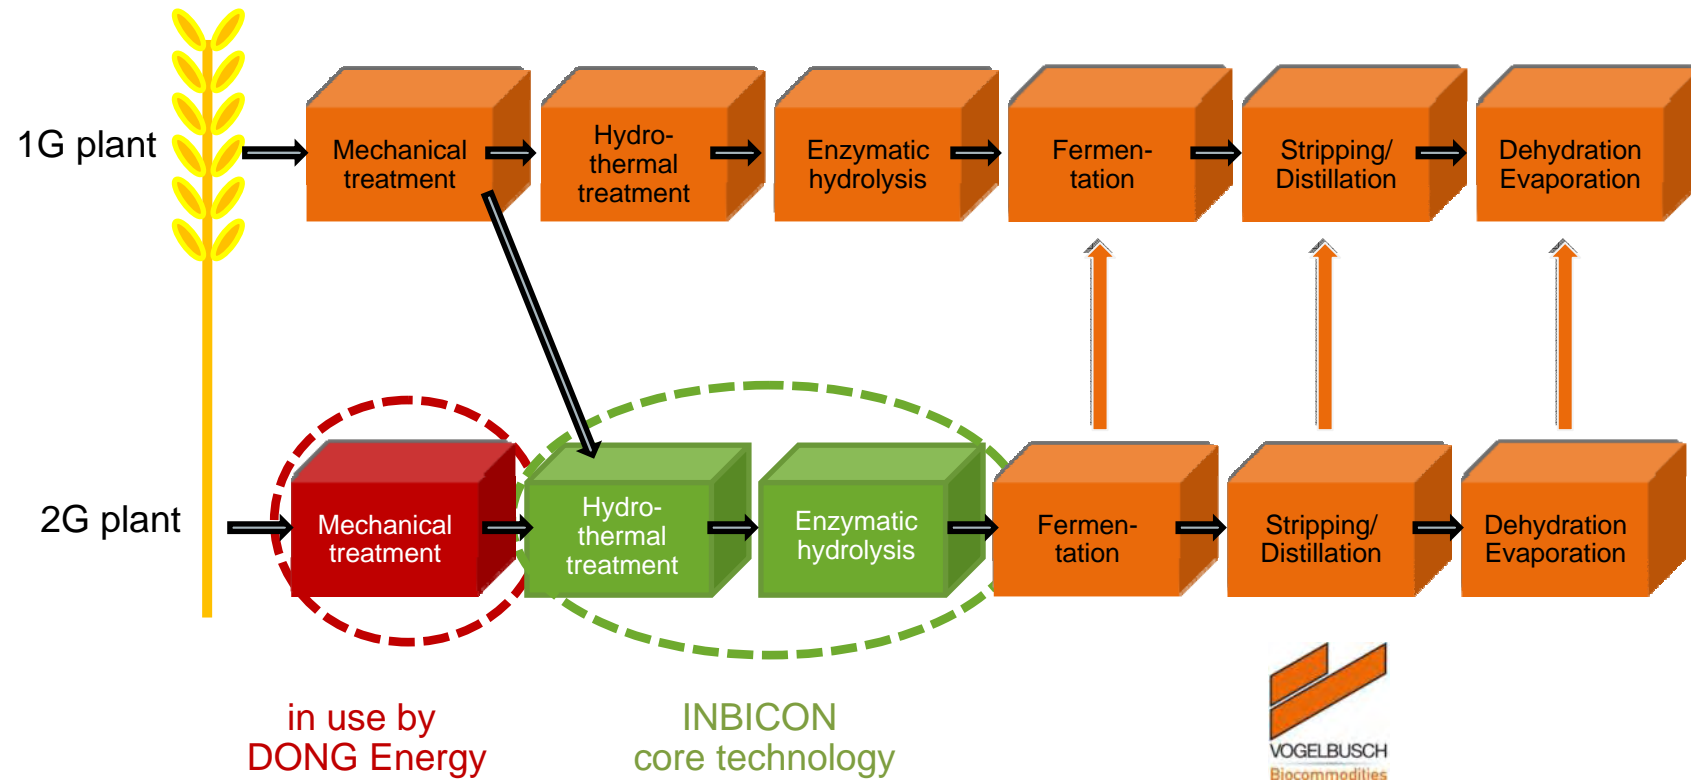 1G plant
Mechanical
treatment
Hydro-
thermal
treatment
Enzymatic
hydrolysis
Fermen-
tation
Stripping/
Distillation
Dehydration
Evaporation
2G plant
Mechanical
treatment
Hydro-
thermal
treatment
Enzymatic
hydrolysis
Fermen-
tation
Stripping/
Distillation
Dehydration
Evaporation
in use by
DONG Energy
INBICON
core technology
VOGELBUSCH
Biocommodities